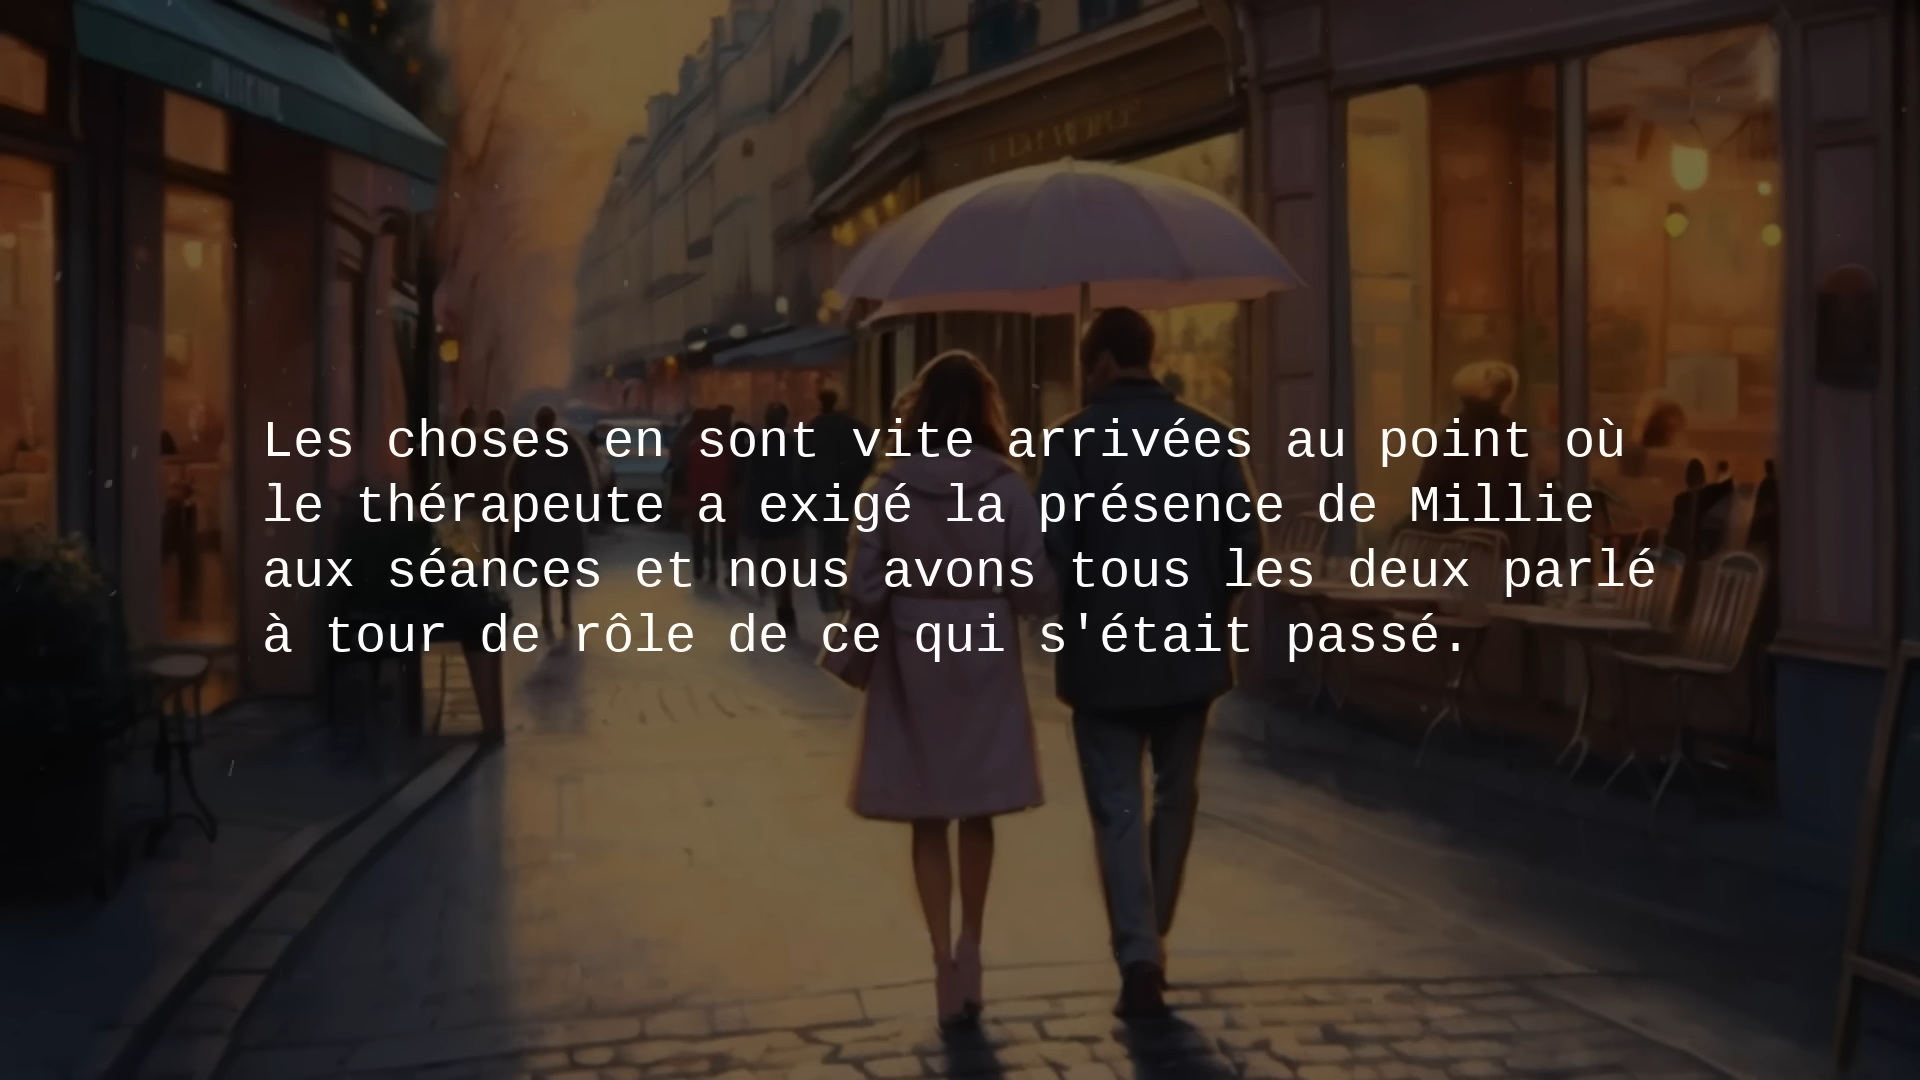 Les choses en sont vite arrivées au point où
le thérapeute a exigé la présence de Millie
aux séances et nous avons tous les deux parlé
à tour de rôle de ce qui s'était passé.